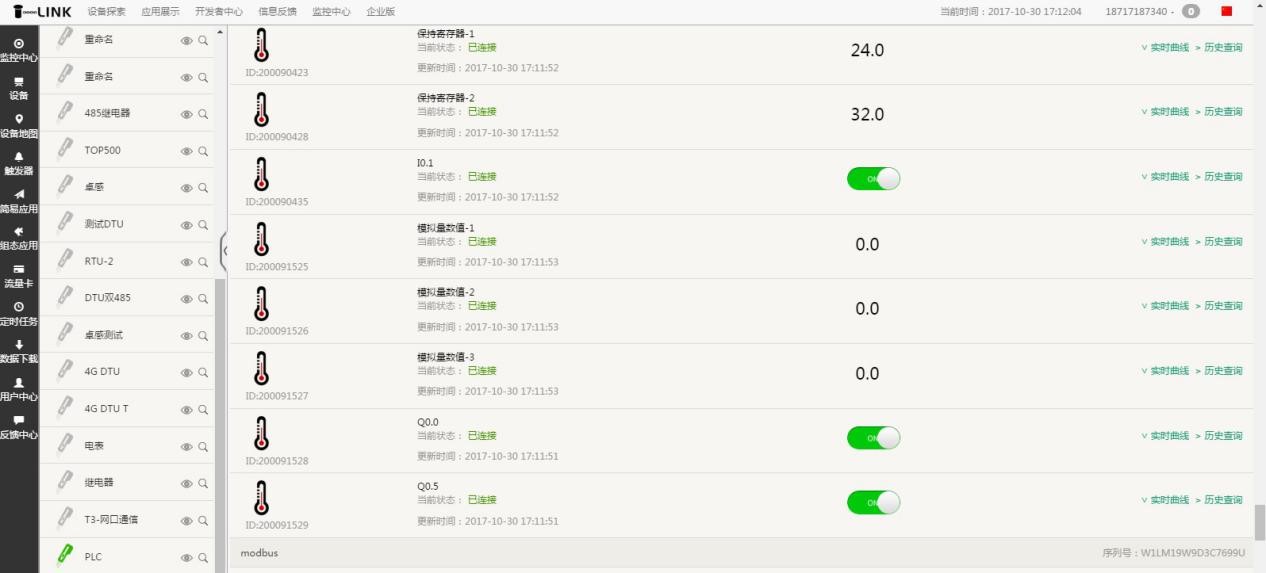 LINK 设备探索 应用展示 开发者中心 信息反馈 监控中心 企业版 当前时间：2017-10-30 17:12:04 18717187340 - 0
监控中心
设备
设备地图
触发器
简易应用
组态应用
流量卡
定时任务
数据下载
用户中心
反馈中心
重命名
重命名
485继电器
TOP500
卓感
测试DTU
RTU-2
DTU双485
卓感测试
4G DTU
4G DTU T
电表
继电器
T3-网口通信
PLC
保持寄存器-1
当前状态： 已连接
24.0
∨ 实时曲线 > 历史查询
ID:200090423
更新时间：2017-10-30 17:11:52
保持寄存器-2
当前状态： 已连接
32.0
∨ 实时曲线 > 历史查询
ID:200090428
更新时间：2017-10-30 17:11:52
I0.1
当前状态： 已连接
ON
∨ 实时曲线 > 历史查询
ID:200090435
更新时间：2017-10-30 17:11:52
模拟量数值-1
当前状态： 已连接
0.0
∨ 实时曲线 > 历史查询
ID:200091525
更新时间：2017-10-30 17:11:53
模拟量数值-2
当前状态： 已连接
0.0
∨ 实时曲线 > 历史查询
ID:200091526
更新时间：2017-10-30 17:11:53
模拟量数值-3
当前状态： 已连接
0.0
∨ 实时曲线 > 历史查询
ID:200091527
更新时间：2017-10-30 17:11:53
Q0.0
当前状态： 已连接
ON
∨ 实时曲线 > 历史查询
ID:200091528
更新时间：2017-10-30 17:11:51
Q0.5
当前状态： 已连接
ON
∨ 实时曲线 > 历史查询
ID:200091529
更新时间：2017-10-30 17:11:51
modbus 序列号：W1LM19W9D3C7699U